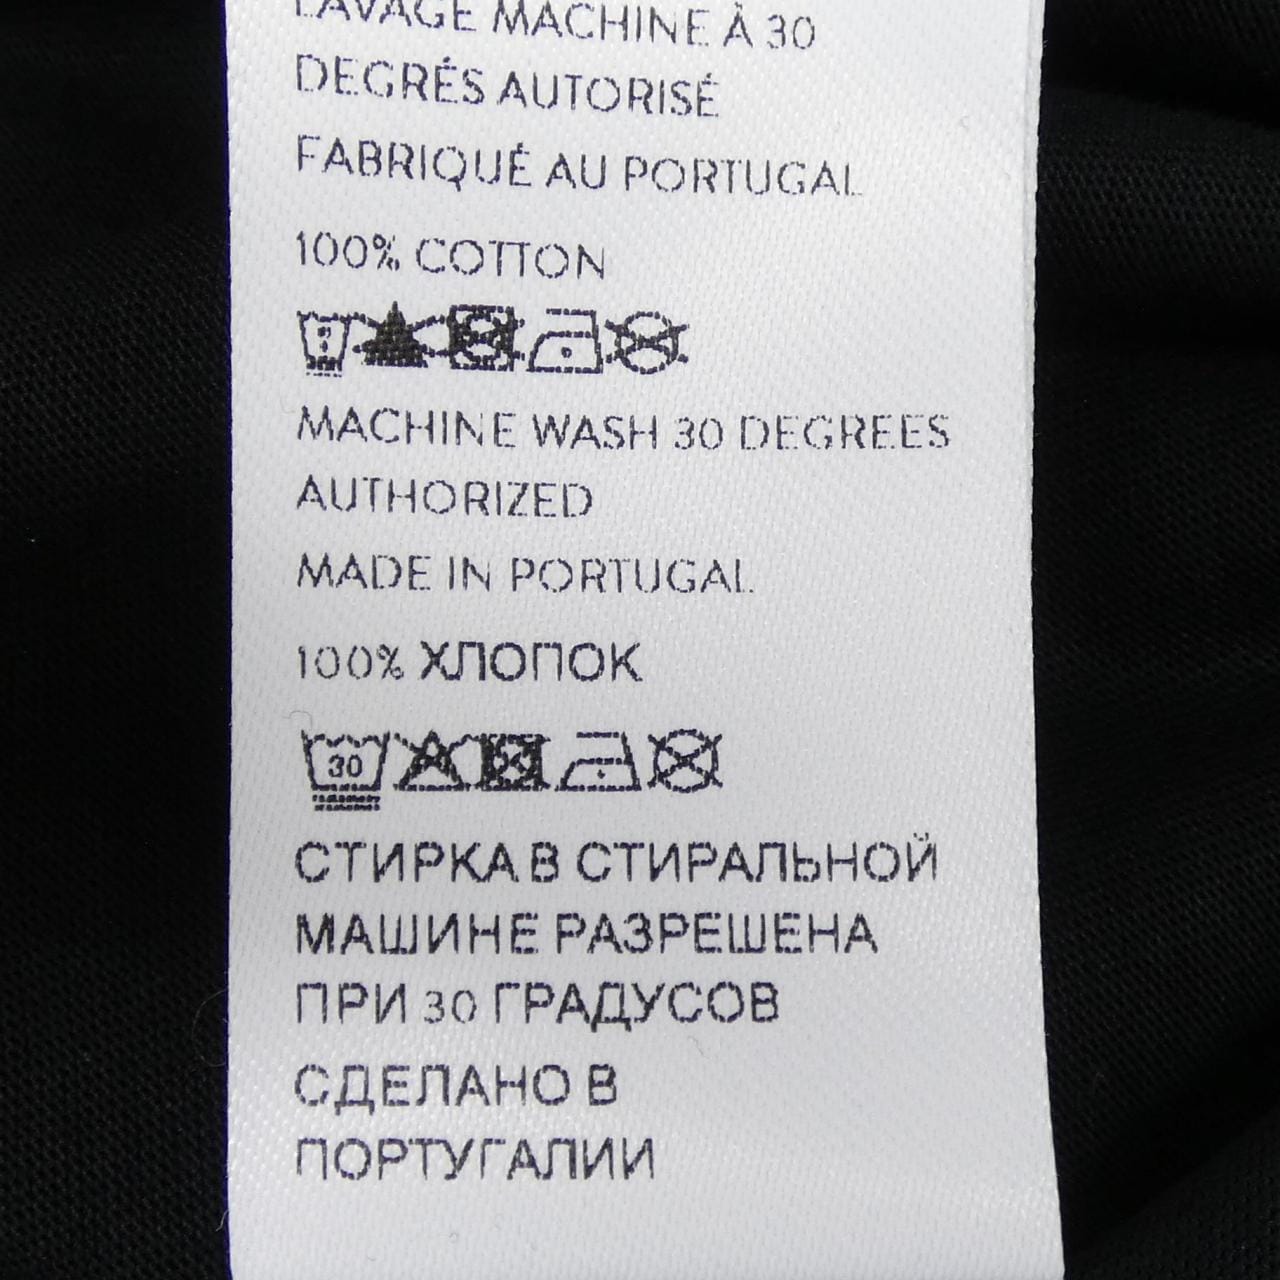 LAVAGE MACHINE À 30
DEGRÉS AUTORISÉ
FABRIQUÉ AU PORTUGAL
100% COTTON
MACHINE WASH 30 DEGREES
AUTHORIZED
MADE IN PORTUGAL
100% ХЛОПОК
30
СТИРКА В СТИРАЛЬНОЙ
МАШИНЕ РАЗРЕШЕНА
ПРИ 30 ГРАДУСОВ
СДЕЛАНО В
ПОРТУГАЛИИ